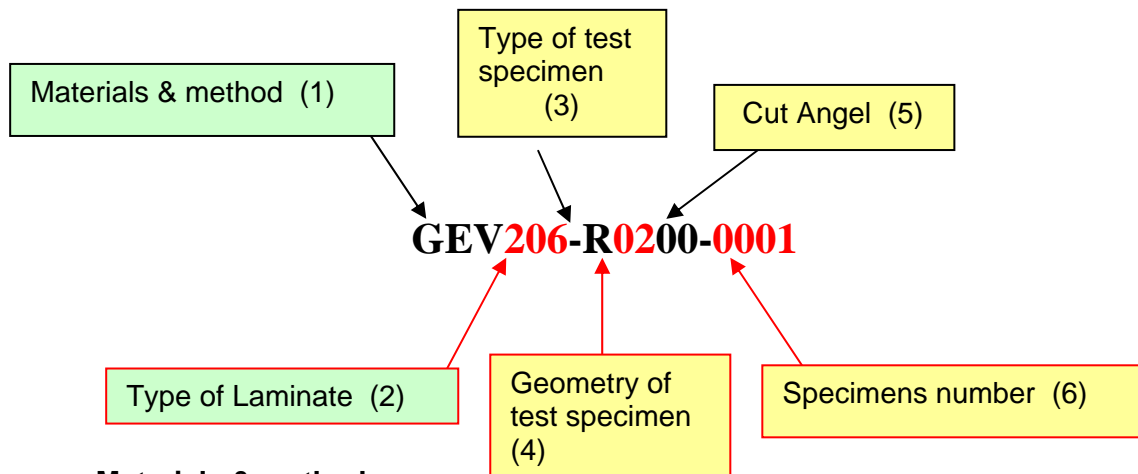 Type of test
specimen
(3)
Materials & method (1)
Cut Angel (5)
GEV206-R0200-0001
Type of Laminate (2)
Geometry of
test specimen
(4)
Specimens number (6)